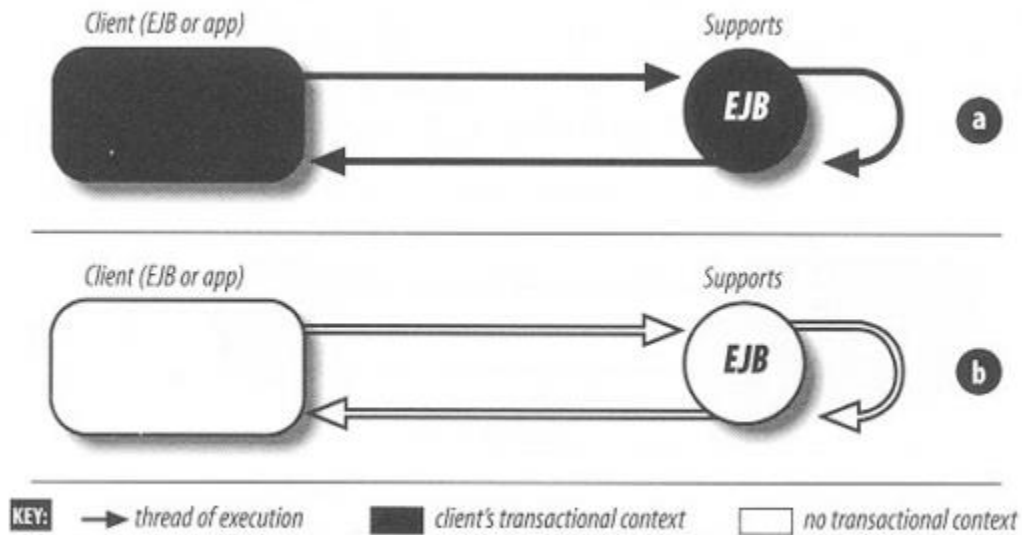 Client (EJB or app)
Supports
EJB
a
Client (EJB or app)
Supports
EJB
b
KEY:
thread of execution
client's transactional context
no transactional context